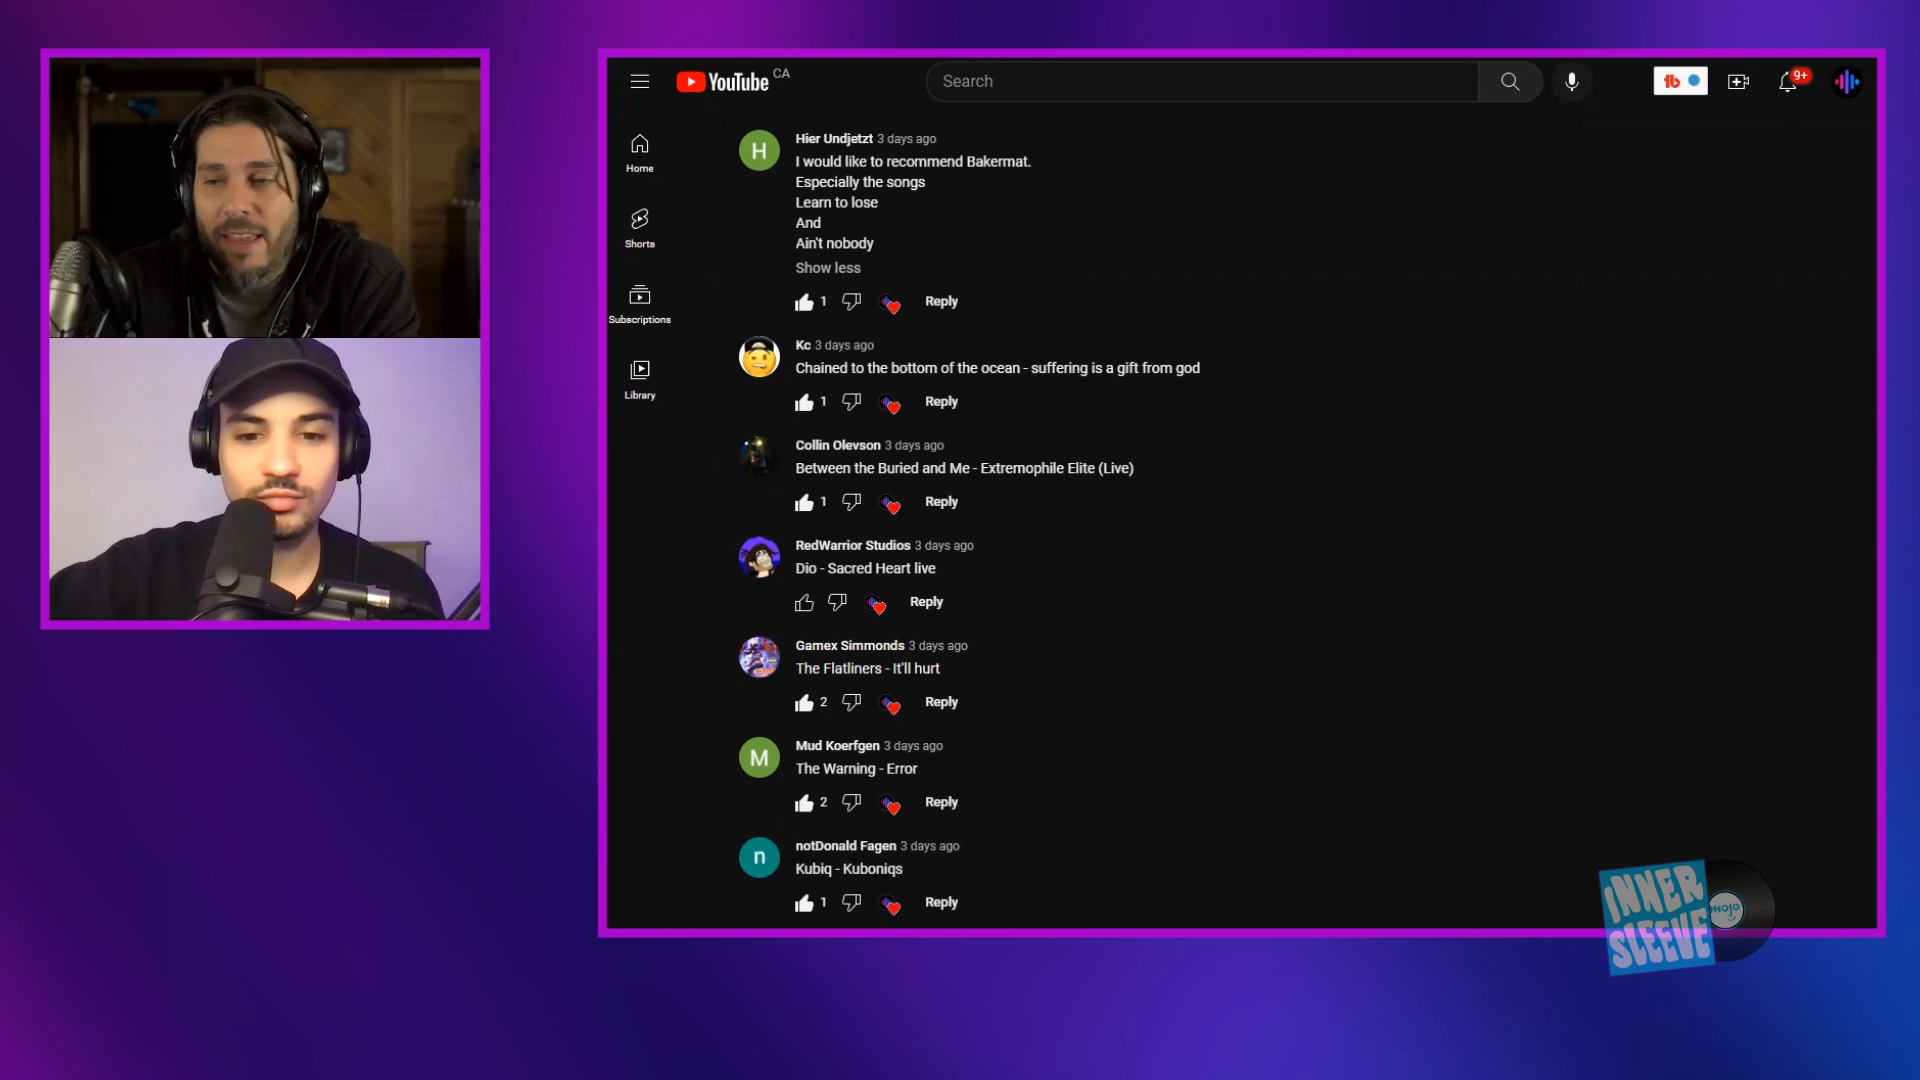 YouTube CA
Search
9+
Home
Shorts
Subscriptions
Library
Hier Undjetzt 3 days ago
I would like to recommend Bakermat.
Especially the songs
Learn to lose
And
Ain't nobody
Show less
1 Reply
Kc 3 days ago
Chained to the bottom of the ocean - suffering is a gift from god
1 Reply
Collin Olevson 3 days ago
Between the Buried and Me - Extremophile Elite (Live)
1 Reply
RedWarrior Studios 3 days ago
Dio - Sacred Heart live
Reply
Gamex Simmonds 3 days ago
The Flatliners - It'll hurt
2 Reply
M
Mud Koerfgen 3 days ago
The Warning - Error
2 Reply
n
notDonald Fagen 3 days ago
Kubiq - Kuboniqs
1 Reply
H
tb
INNER
SLEEVE
mojo